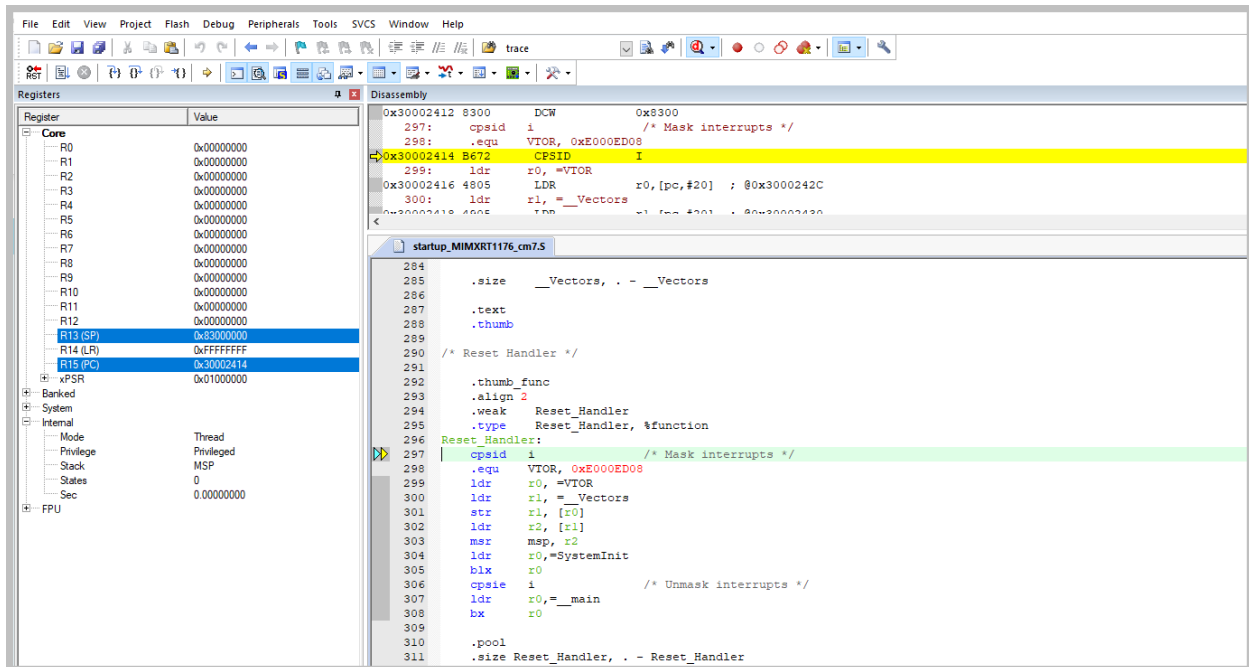 File Edit View Project Flash Debug Peripherals Tools SVCS Window Help
trace
RST
Registers
Register Value
Core
R0 0x00000000
R1 0x00000000
R2 0x00000000
R3 0x00000000
R4 0x00000000
R5 0x00000000
R6 0x00000000
R7 0x00000000
R8 0x00000000
R9 0x00000000
R10 0x00000000
R11 0x00000000
R12 0x00000000
R13 (SP) 0x83000000
R14 (LR) 0xFFFFFFFF
R15 (PC) 0x30002414
xPSR 0x01000000
Banked
System
Internal
Mode Thread
Privilege Privileged
Stack MSP
States 0
Sec 0.00000000
FPU
Disassembly
0x30002412 8300 DCW 0x8300
297: cpsid i /* Mask interrupts */
298: .equ VTOR, 0xE000ED08
0x30002414 B672 CPSID I
299: ldr r0, =VTOR
0x30002416 4805 LDR r0,[pc,#20] ; @0x3000242C
300: ldr r1, =__Vectors
0x30002418 4905 LDR r1,[pc,#20] ; @0x30002430
startup_MIMXRT1176_cm7.S
284
285 .size __Vectors, . - __Vectors
286
287 .text
288 .thumb
289
290 /* Reset Handler */
291
292 .thumb_func
293 .align 2
294 .weak Reset_Handler
295 .type Reset_Handler, %function
296 Reset_Handler:
297 cpsid i /* Mask interrupts */
298 .equ VTOR, 0xE000ED08
299 ldr r0, =VTOR
300 ldr r1, =__Vectors
301 str r1, [r0]
302 ldr r2, [r1]
303 msr msp, r2
304 ldr r0,=SystemInit
305 blx r0
306 cpsie i /* Unmask interrupts */
307 ldr r0,=__main
308 bx r0
309
310 .pool
311 .size Reset_Handler, . - Reset_Handler